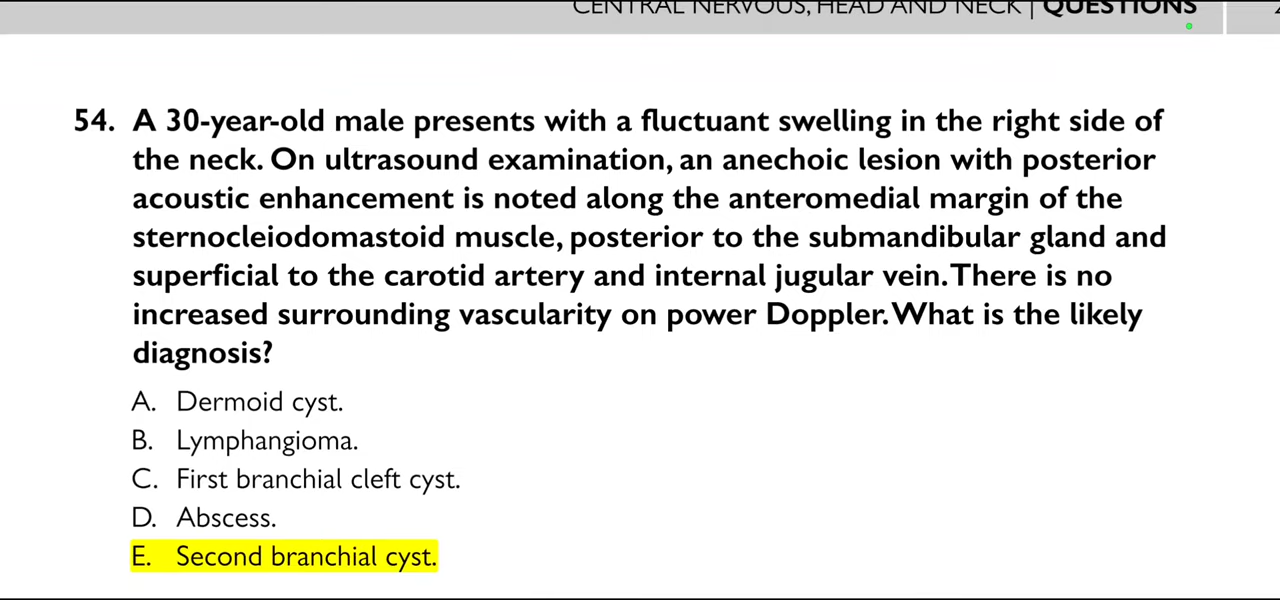 CENTRAL NERVOUS, HEAD AND NECK | QUESTIONS
54. A 30-year-old male presents with a fluctuant swelling in the right side of
the neck. On ultrasound examination, an anechoic lesion with posterior
acoustic enhancement is noted along the anteromedial margin of the
sternocleiodomastoid muscle, posterior to the submandibular gland and
superficial to the carotid artery and internal jugular vein. There is no
increased surrounding vascularity on power Doppler. What is the likely
diagnosis?
A. Dermoid cyst.
B. Lymphangioma.
C. First branchial cleft cyst.
D. Abscess.
E. Second branchial cyst.